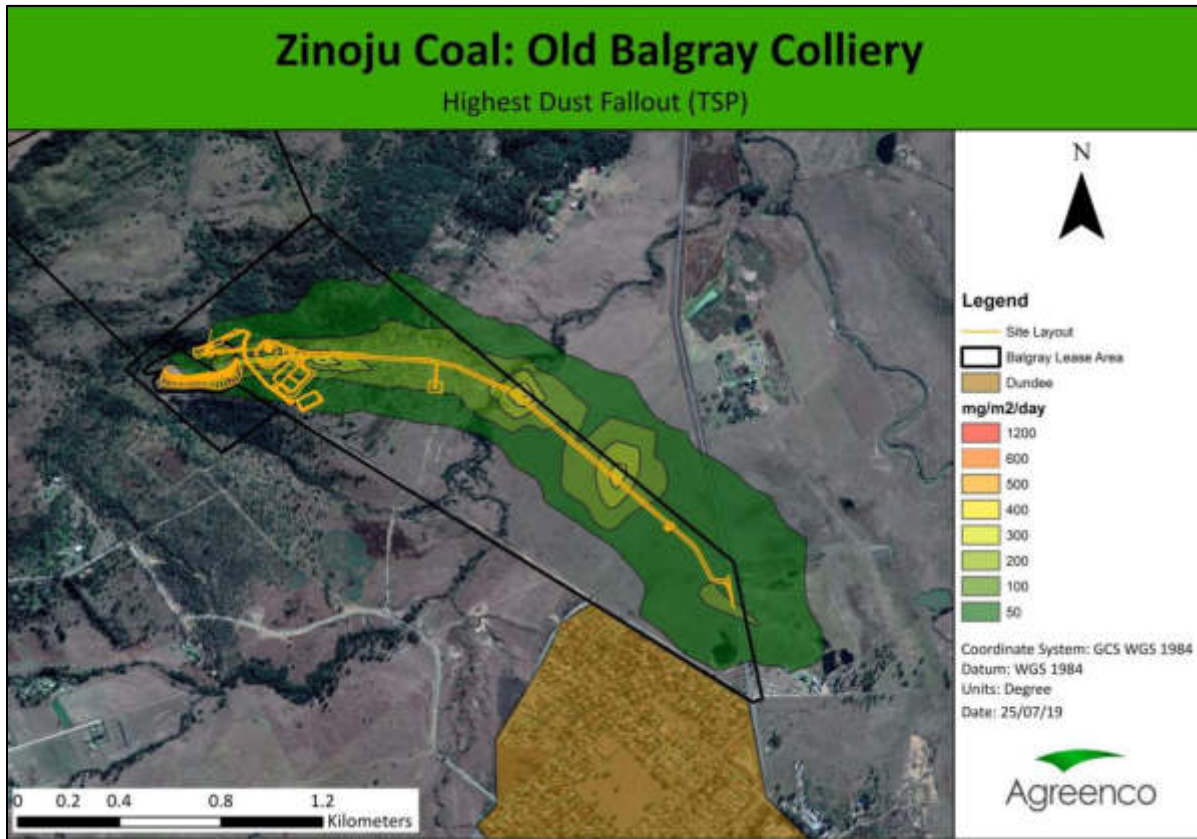 Zinoju Coal: Old Balgray Colliery
Highest Dust Fallout (TSP)
N
Legend
Site Layout
Balgray Lease Area
Dundee
mg/m2/day
1200
600
500
400
300
200
100
50
Coordinate System: GCS WGS 1984
Datum: WGS 1984
Units: Degree
Date: 25/07/19
Agreenco
0 0.2 0.4 0.8 1.2
Kilometers